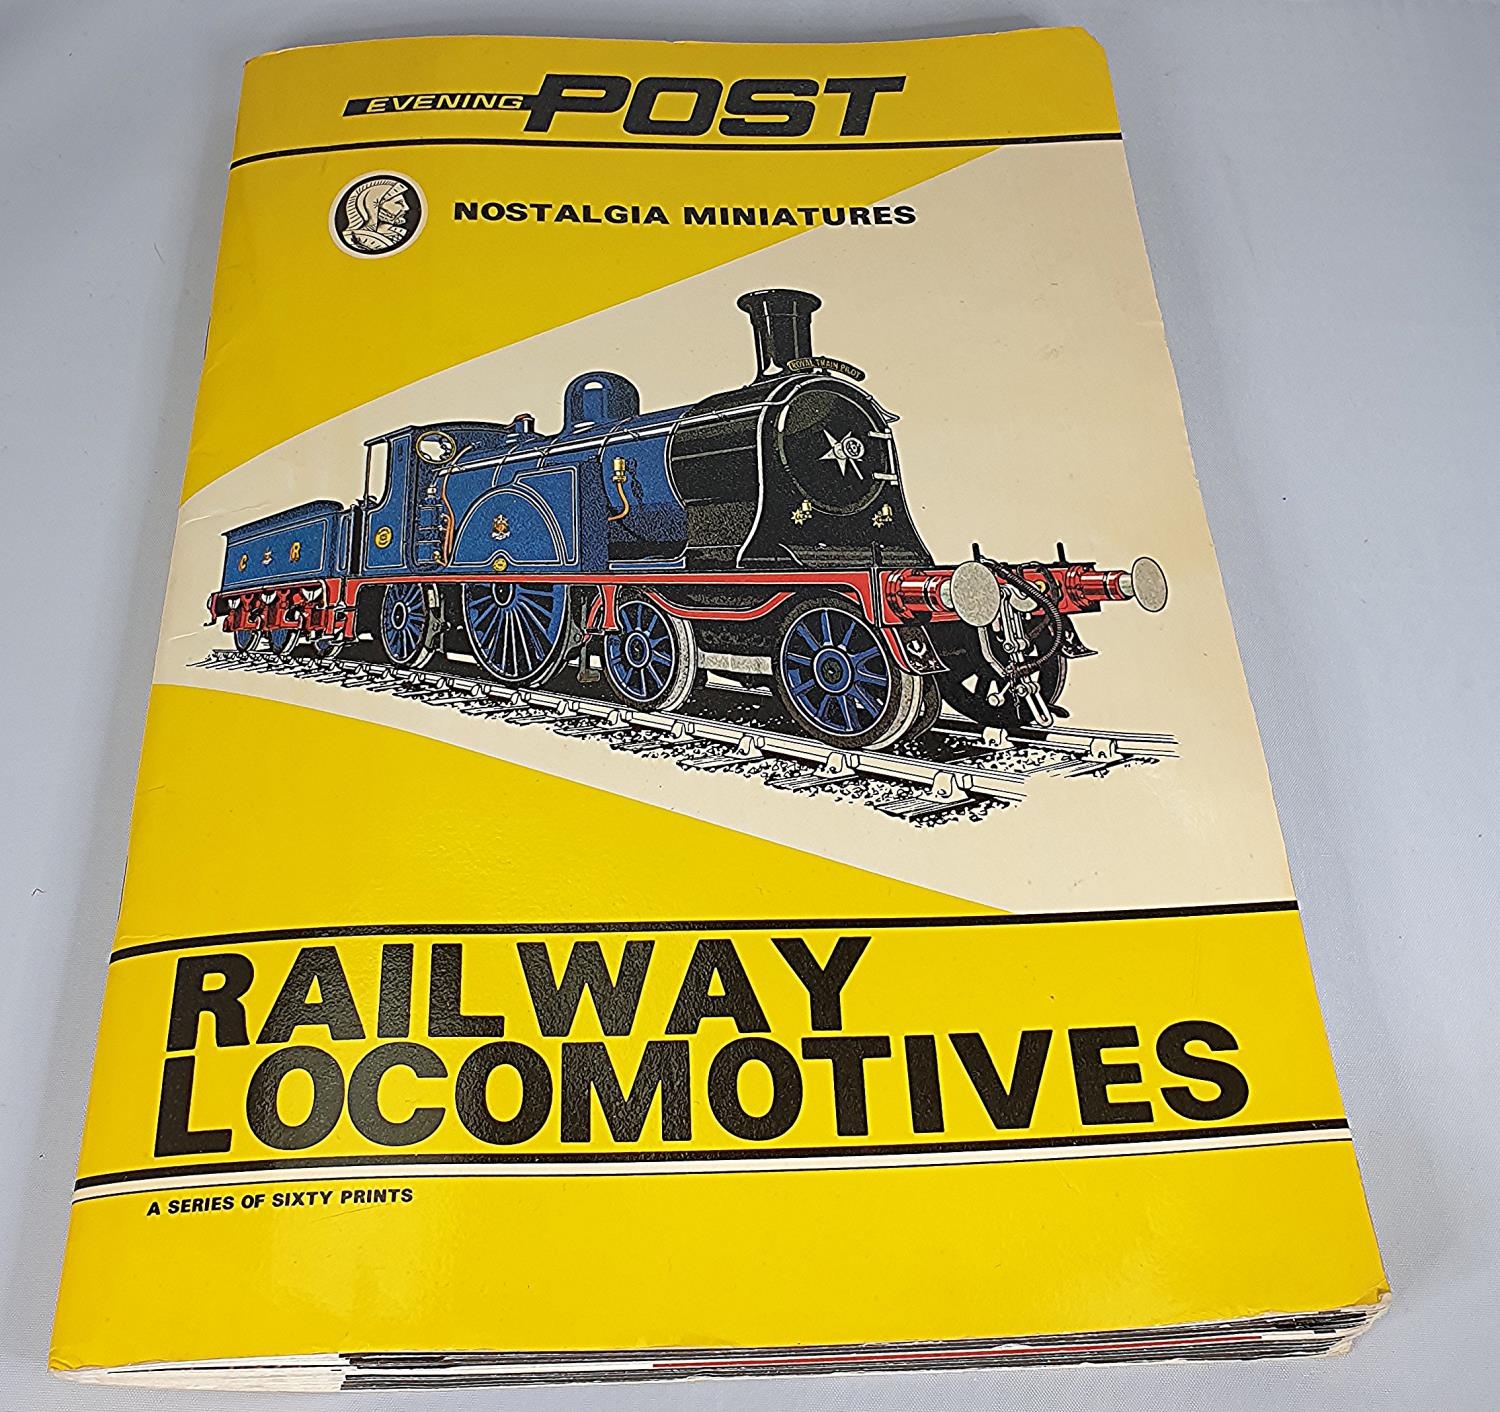 EVENING POST
NOSTALGIA MINIATURES
ROYAL TRAIN PILOT
C R
RAILWAY
LOCOMOTIVES
A SERIES OF SIXTY PRINTS